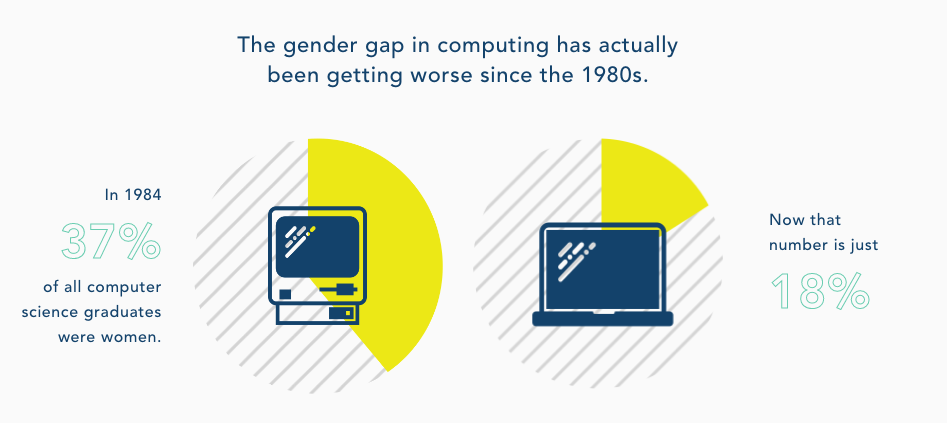 The gender gap in computing has actually
been getting worse since the 1980s.
In 1984
37%
of all computer
science graduates
were women.
Now that
number is just
18%